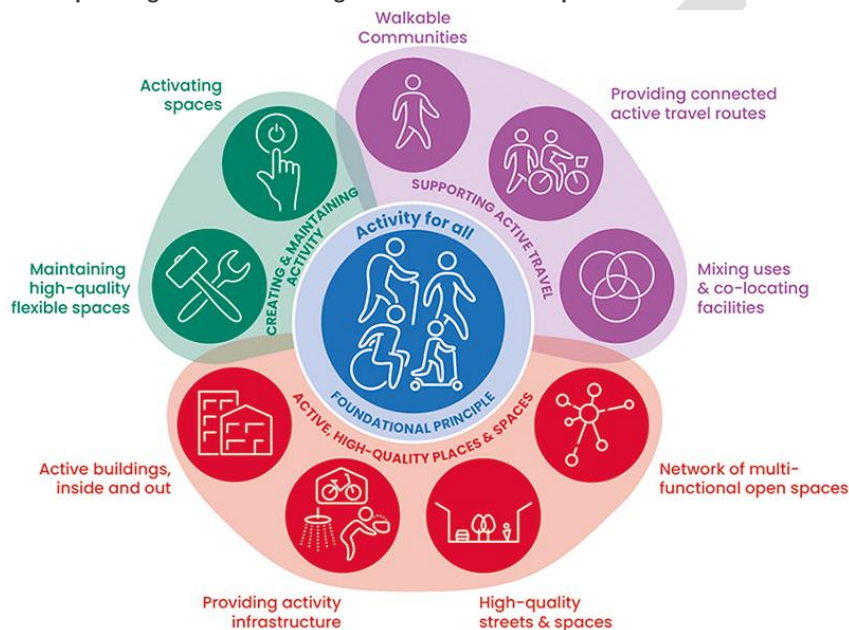 Walkable
Communities
Activating
spaces
Providing connected
active travel routes
SUPPORTING ACTIVE TRAVEL
CREATING & MAINTAINING
ACTIVITY
Activity for all
Maintaining
high-quality
flexible spaces
Mixing uses
& co-locating
facilities
FOUNDATIONAL PRINCIPLE
ACTIVE, HIGH-QUALITY PLACES & SPACES
Active buildings,
inside and out
Network of multi-
functional open spaces
Providing activity
infrastructure
High-quality
streets & spaces